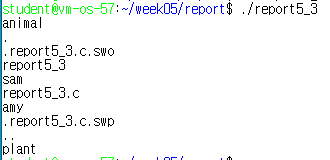 student@vm-os-57:~/week05/report$ ./report5_3
animal
.
.report5_3.c.swo
report5_3
sam
report5_3.c
amy
.report5_3.c.swp
..
plant